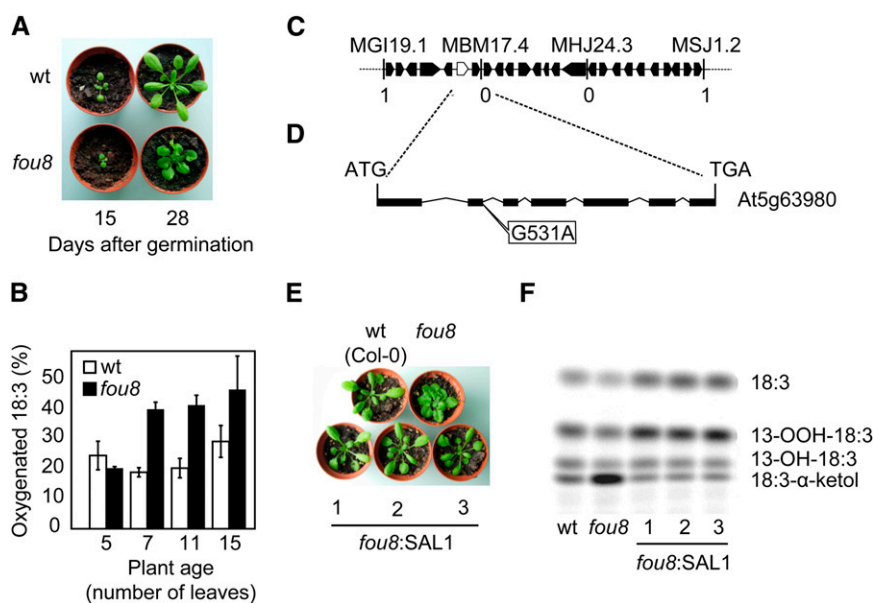 A
wt
fou8
15 28
Days after germination
B
Oxygenated 18:3 (%)
50
40
30
20
20
10
0
wt
fou8
5 7 11 15
Plant age
(number of leaves)
C
MGI19.1 MBM17.4 MHJ24.3 MSJ1.2
1 0 0 1
D
ATG TGA
At5g63980
G531A
E
wt fou8
(Col-0)
1 2 3
fou8:SAL1
F
18:3
13-OOH-18:3
13-OH-18:3
18:3-α-ketol
wt fou8 1 2 3
fou8:SAL1